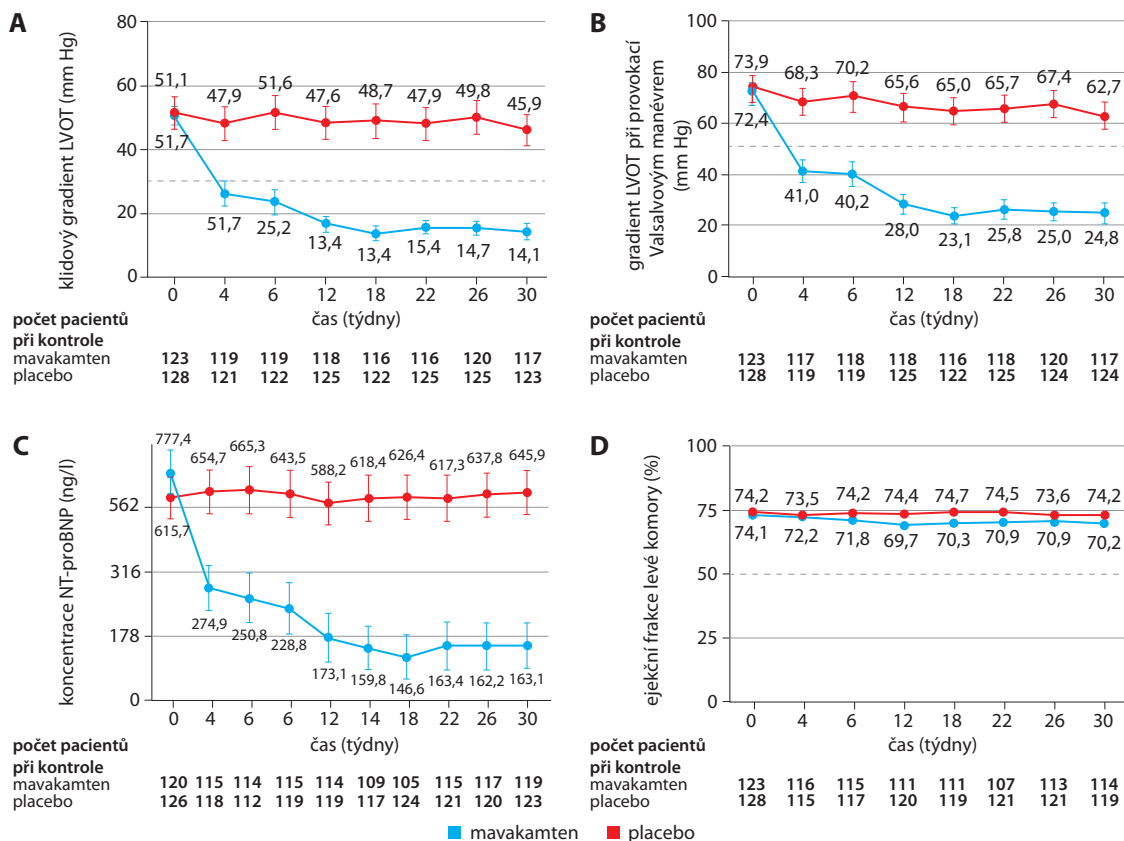 A
klidový gradient LVOT (mm Hg)
80
60
40
20
0
51,1
47,9
51,6
47,6
48,7
47,9
49,8
45,9
51,7
51,7
25,2
13,4
13,4
15,4
14,7
14,1
0 4 6 12 18 22 26 30
čas (týdny)
počet pacientů
při kontrole
mavakamten 123 119 119 118 116 116 120 117
placebo 128 121 122 125 122 125 125 123
B
gradient LVOT při provokací
Valsalvovým manévrem
(mm Hg)
100
80
60
40
20
0
73,9
68,3
70,2
65,6
65,0
65,7
67,4
62,7
72,4
41,0
40,2
28,0
23,1
25,8
25,0
24,8
0 4 6 12 18 22 26 30
čas (týdny)
počet pacientů
při kontrole
mavakamten 123 117 118 118 116 118 120 117
placebo 128 119 119 125 122 125 124 124
C
koncentrace NT-proBNP (ng/l)
562
316
178
0
777,4
654,7
665,3
643,5
588,2
618,4
626,4
617,3
637,8
645,9
615,7
274,9
250,8
228,8
173,1
159,8
146,6
163,4
162,2
163,1
0 4 6 6 12 14 18 22 26 30
čas (týdny)
počet pacientů
při kontrole
mavakamten 120 115 114 115 114 109 105 115 117 119
placebo 126 118 112 119 119 117 124 121 120 123
D
ejekční frakce levé komory (%)
100
75
50
25
0
74,2
73,5
74,2
74,4
74,7
74,5
73,6
74,2
74,1
72,2
71,8
69,7
70,3
70,9
70,9
70,2
0 4 6 12 18 22 26 30
čas (týdny)
počet pacientů
při kontrole
mavakamten 123 116 115 111 111 107 113 114
placebo 128 115 117 120 119 121 121 119
mavakamten placebo